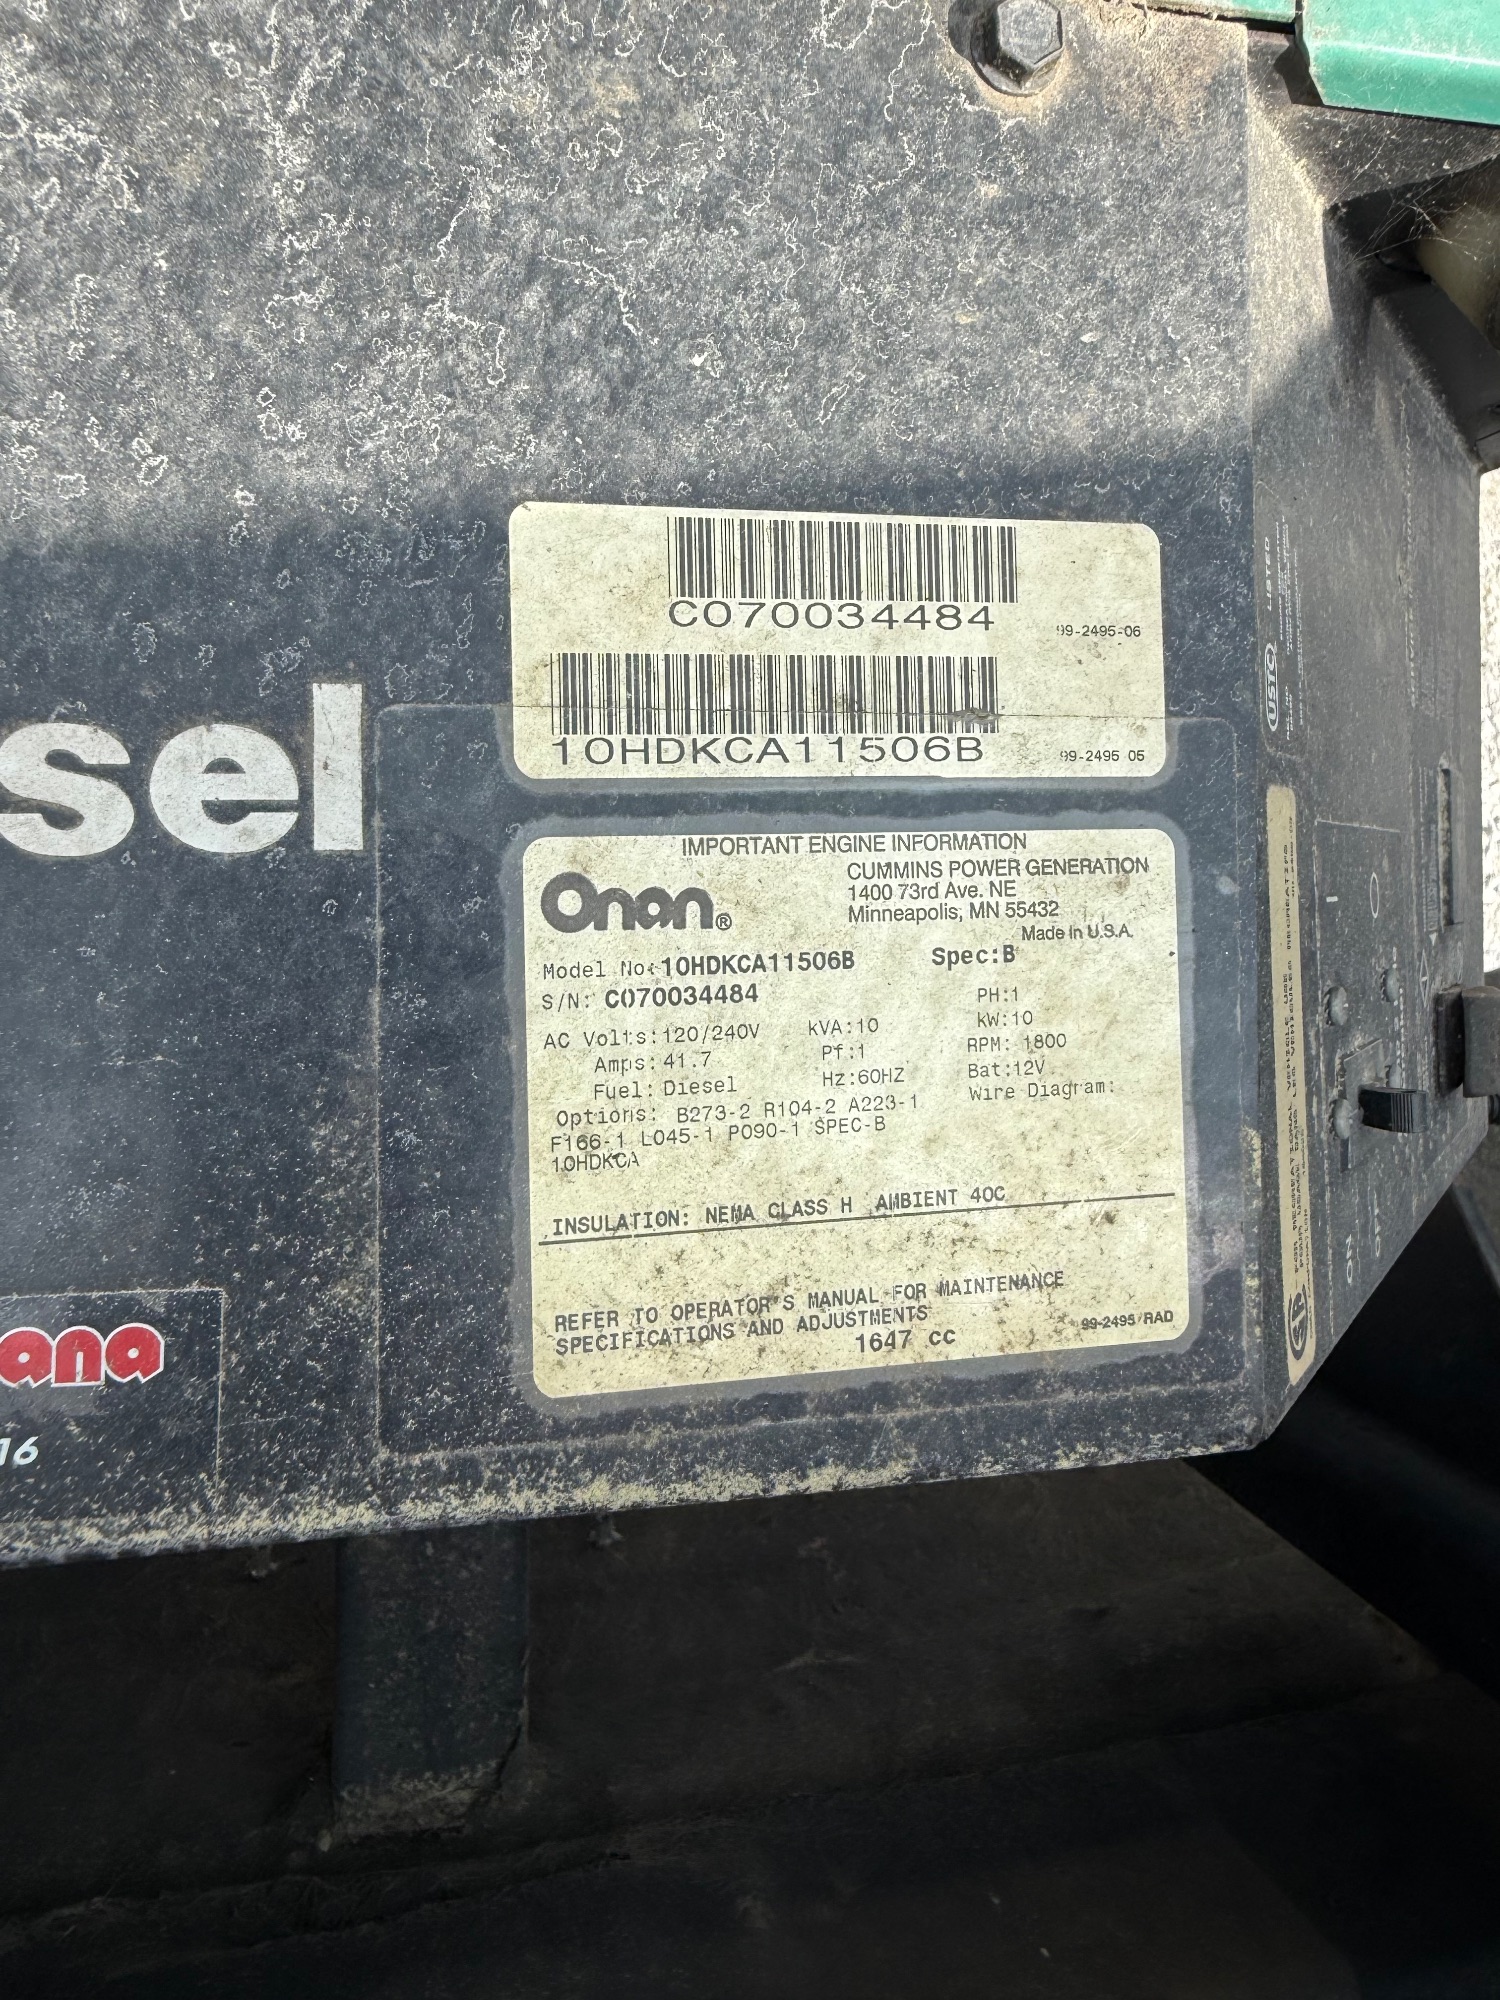 C070034484
99-2495-06
10HDKCA11506B
99-2495 05
sel
IMPORTANT ENGINE INFORMATION
Onan®
CUMMINS POWER GENERATION
1400 73rd Ave. NE
Minneapolis, MN 55432
Made in U.S.A.
Model No: 10HDKCA11506B Spec:B
S/N: C070034484 PH:1
AC Volts: 120/240V KVA:10 KW:10
Amps: 41.7 Pf:1 RPM: 1800
Fuel: Diesel Hz:60HZ Bat:12V
Options: B273-2 R104-2 A223-1 Wire Diagram:
F166-1 L045-1 P090-1 SPEC-B
10HDKCA
INSULATION: NEMA CLASS H AMBIENT 40C
REFER TO OPERATOR'S MANUAL FOR MAINTENANCE
SPECIFICATIONS AND ADJUSTMENTS
1647 CC
99-2495 RAD
ana
16
LISTED
USTC
ON